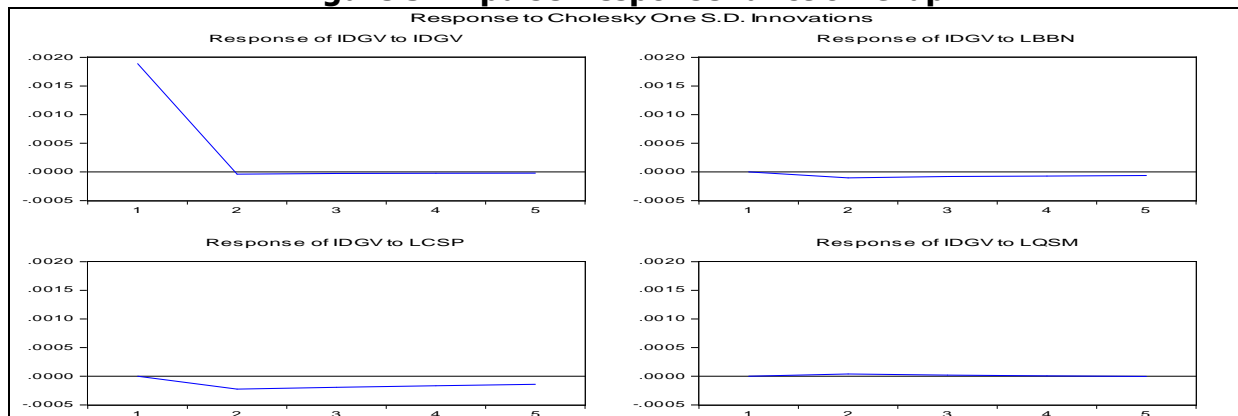 Response to Cholesky One S.D. Innovations
Response of IDGV to IDGV
.0020
.0015
.0010
.0005
.0000
-.0005
1 2 3 4 5
Response of IDGV to LBBN
.0020
.0015
.0010
.0005
.0000
-.0005
1 2 3 4 5
Response of IDGV to LCSP
.0020
.0015
.0010
.0005
.0000
-.0005
1 2 3 4 5
Response of IDGV to LQSM
.0020
.0015
.0010
.0005
.0000
-.0005
1 2 3 4 5